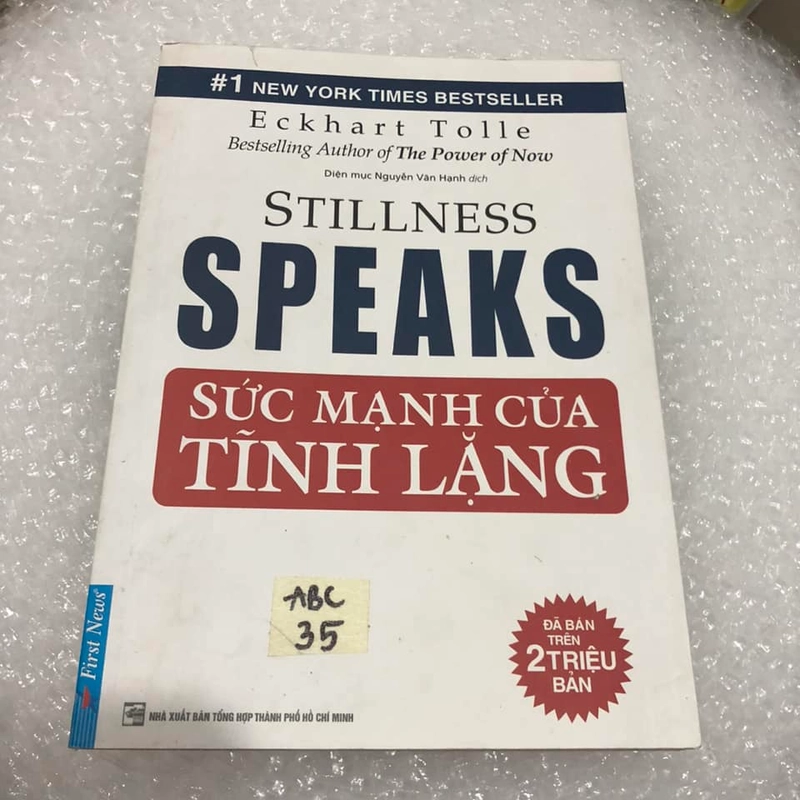 #1 NEW YORK TIMES BESTSELLER
Eckhart Tolle
Bestselling Author of The Power of Now
Diện mục Nguyễn Văn Hạnh dịch
STILLNESS
SPEAKS
SỨC MẠNH CỦA
TĨNH LẶNG
ABC
35
ĐÃ BÁN
TRÊN
2 TRIỆU
BẢN
First News
NHÀ XUẤT BẢN TỔNG HỢP THÀNH PHỐ HỒ CHÍ MINH